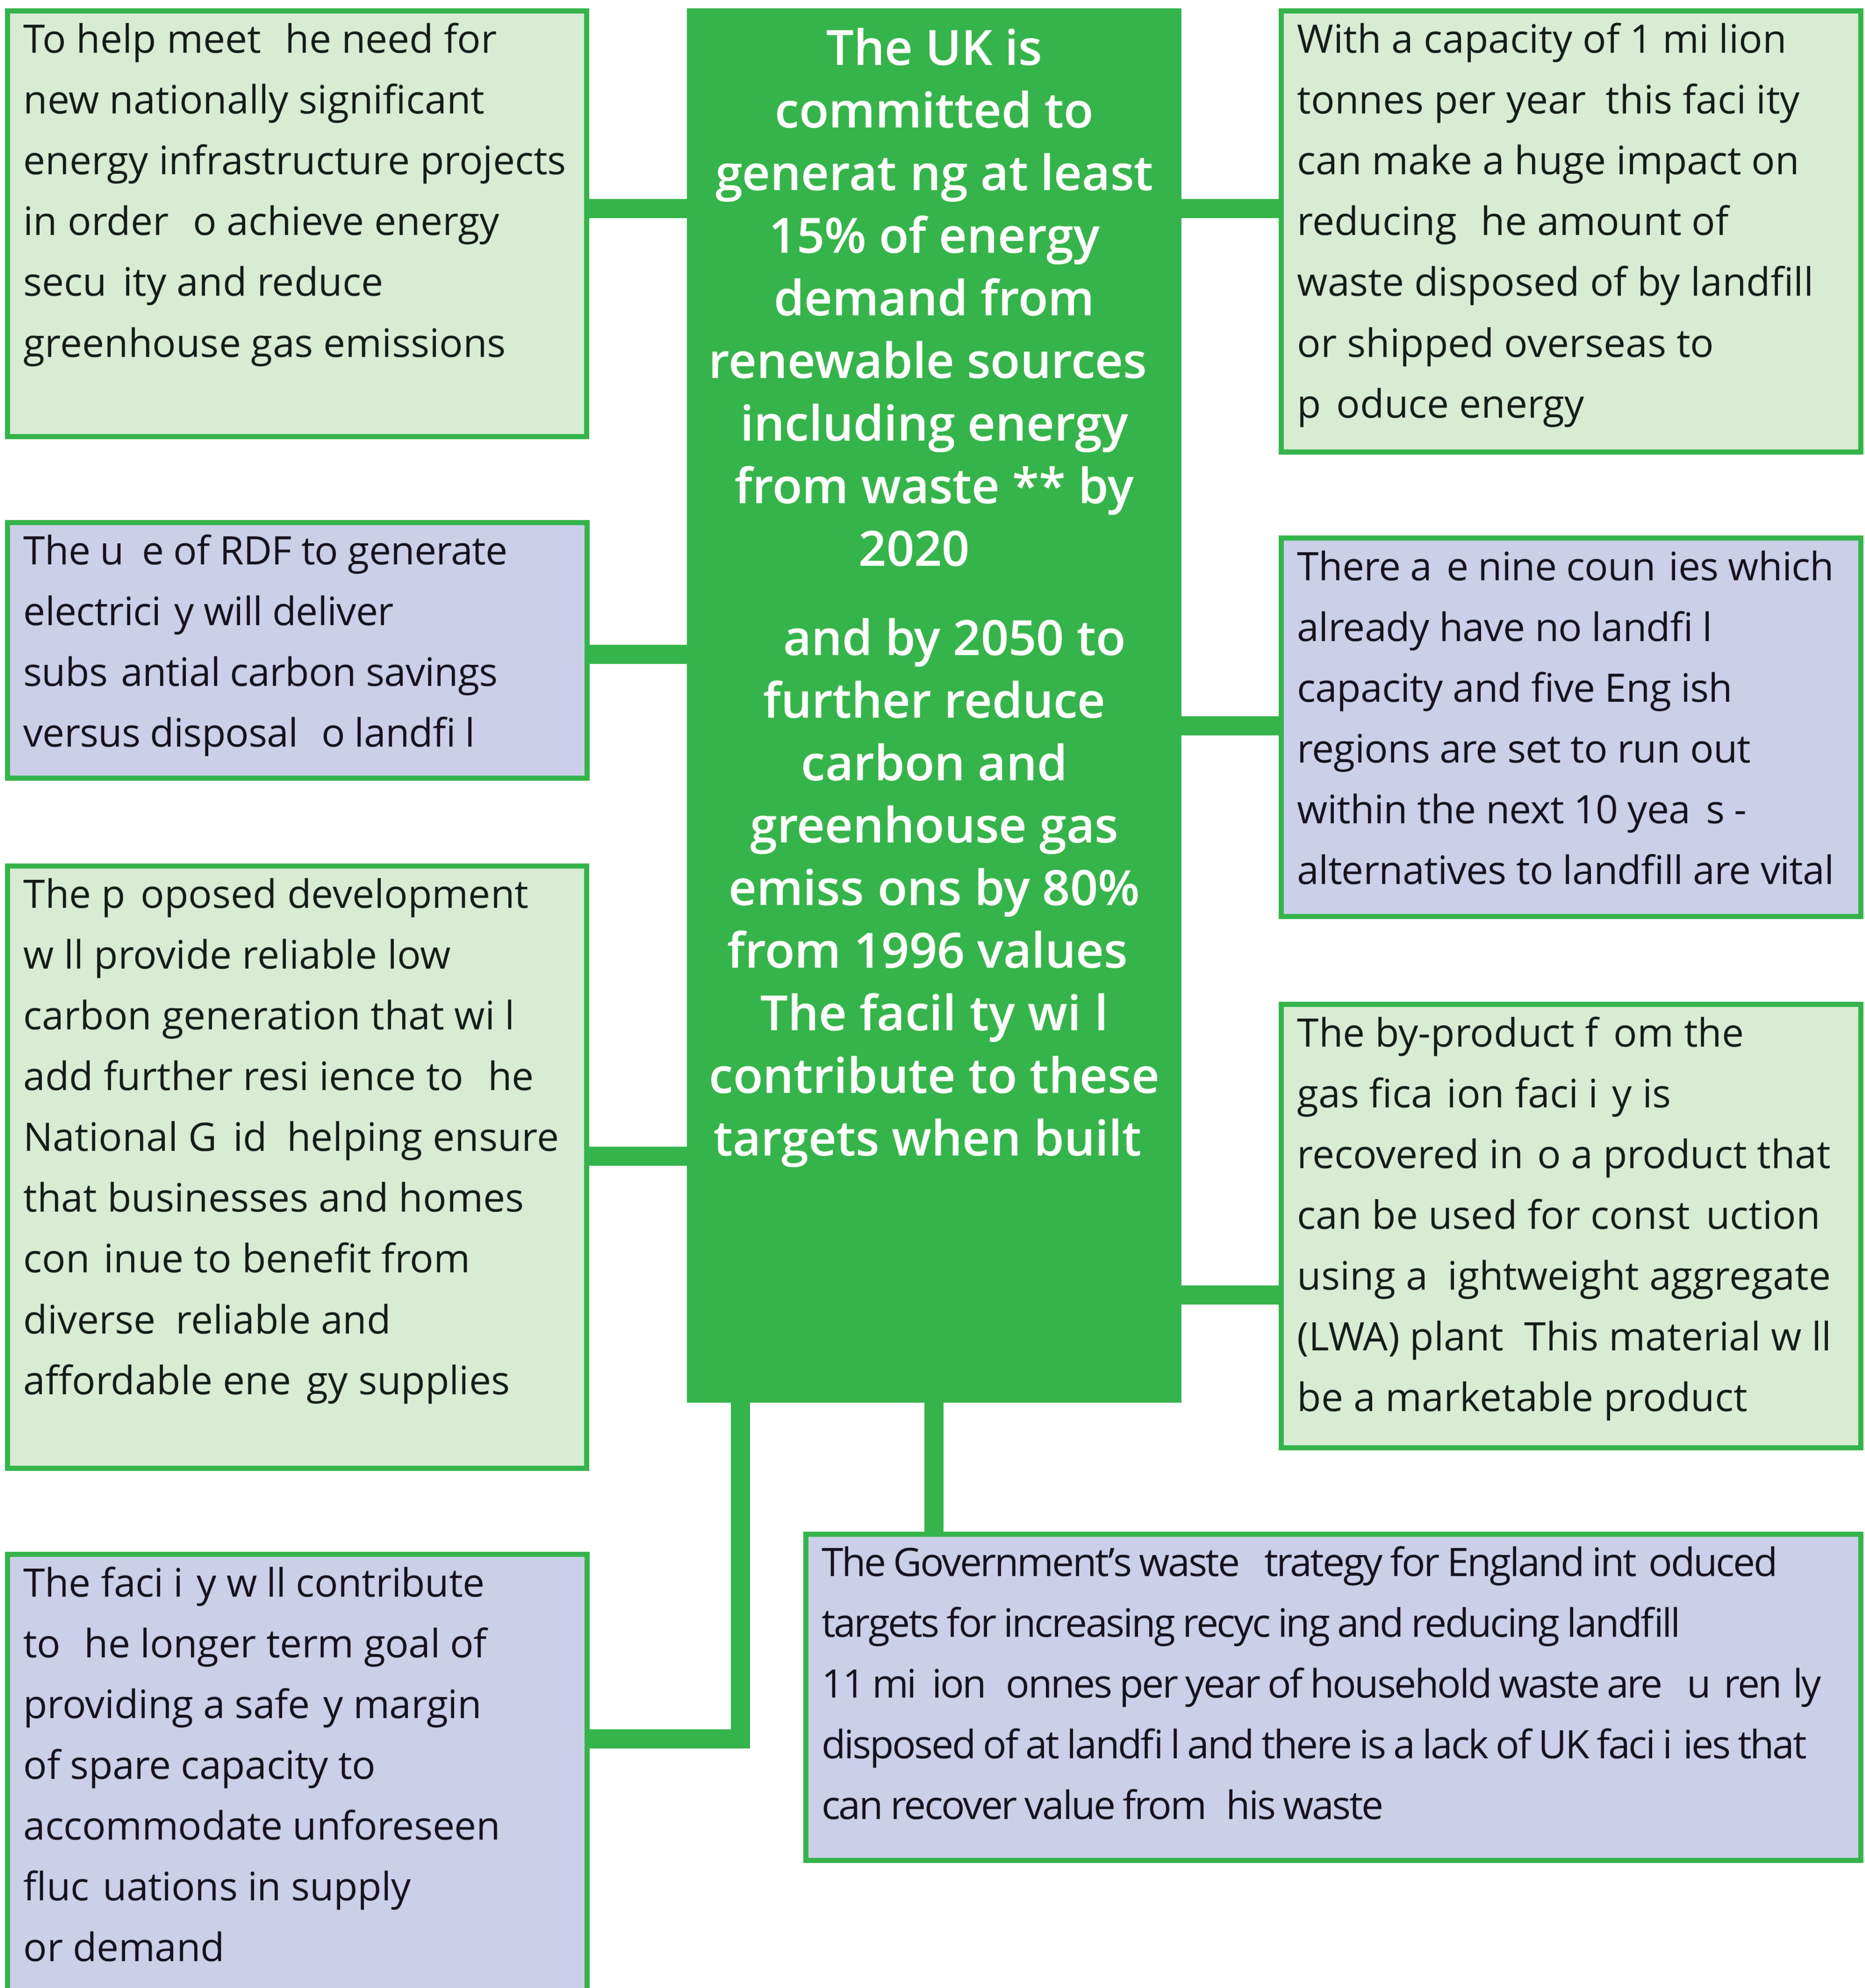 To help meet  he need for
new nationally significant
energy infrastructure projects
in order  o achieve energy
secu ity and reduce
greenhouse gas emissions
The u e of RDF to generate
electrici y will deliver
subs antial carbon savings
versus disposal  o landfi l
The p oposed development
w ll provide reliable low
carbon generation that wi l
add further resi ience to  he
National G id  helping ensure
that businesses and homes
con inue to benefit from
diverse  reliable and
affordable ene gy supplies
The faci i y w ll contribute
to  he longer term goal of
providing a safe y margin
of spare capacity to
accommodate unforeseen
fluc uations in supply
or demand
The UK is
committed to
generat ng at least
15% of energy
demand from
renewable sources
including energy
from waste ** by
2020
and by 2050 to
further reduce
carbon and
greenhouse gas
emiss ons by 80%
from 1996 values
The facil ty wi l
contribute to these
targets when built
With a capacity of 1 mi lion
tonnes per year  this faci ity
can make a huge impact on
reducing  he amount of
waste disposed of by landfill
or shipped overseas to
p oduce energy
There a e nine coun ies which
already have no landfi l
capacity and five Eng ish
regions are set to run out
within the next 10 yea s -
alternatives to landfill are vital
The by-product f om the
gas fica ion faci i y is
recovered in o a product that
can be used for const uction
using a  ightweight aggregate
(LWA) plant  This material w ll
be a marketable product
The Government’s waste  trategy for England int oduced
targets for increasing recyc ing and reducing landfill
11 mi  ion  onnes per year of household waste are  u ren ly
disposed of at landfi l and there is a lack of UK faci i ies that
can recover value from  his waste